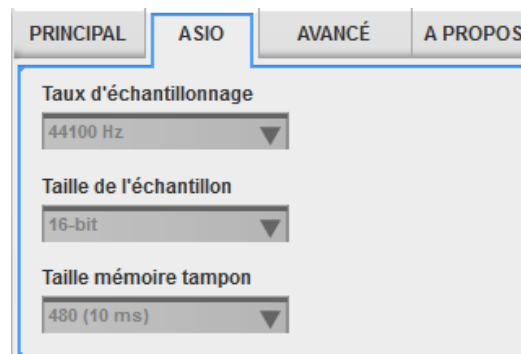 PRINCIPAL ASIO AVANCÉ A PROPOS
Taux d'échantillonnage
44100 Hz
Taille de l'échantillon
16-bit
Taille mémoire tampon
480 (10 ms)